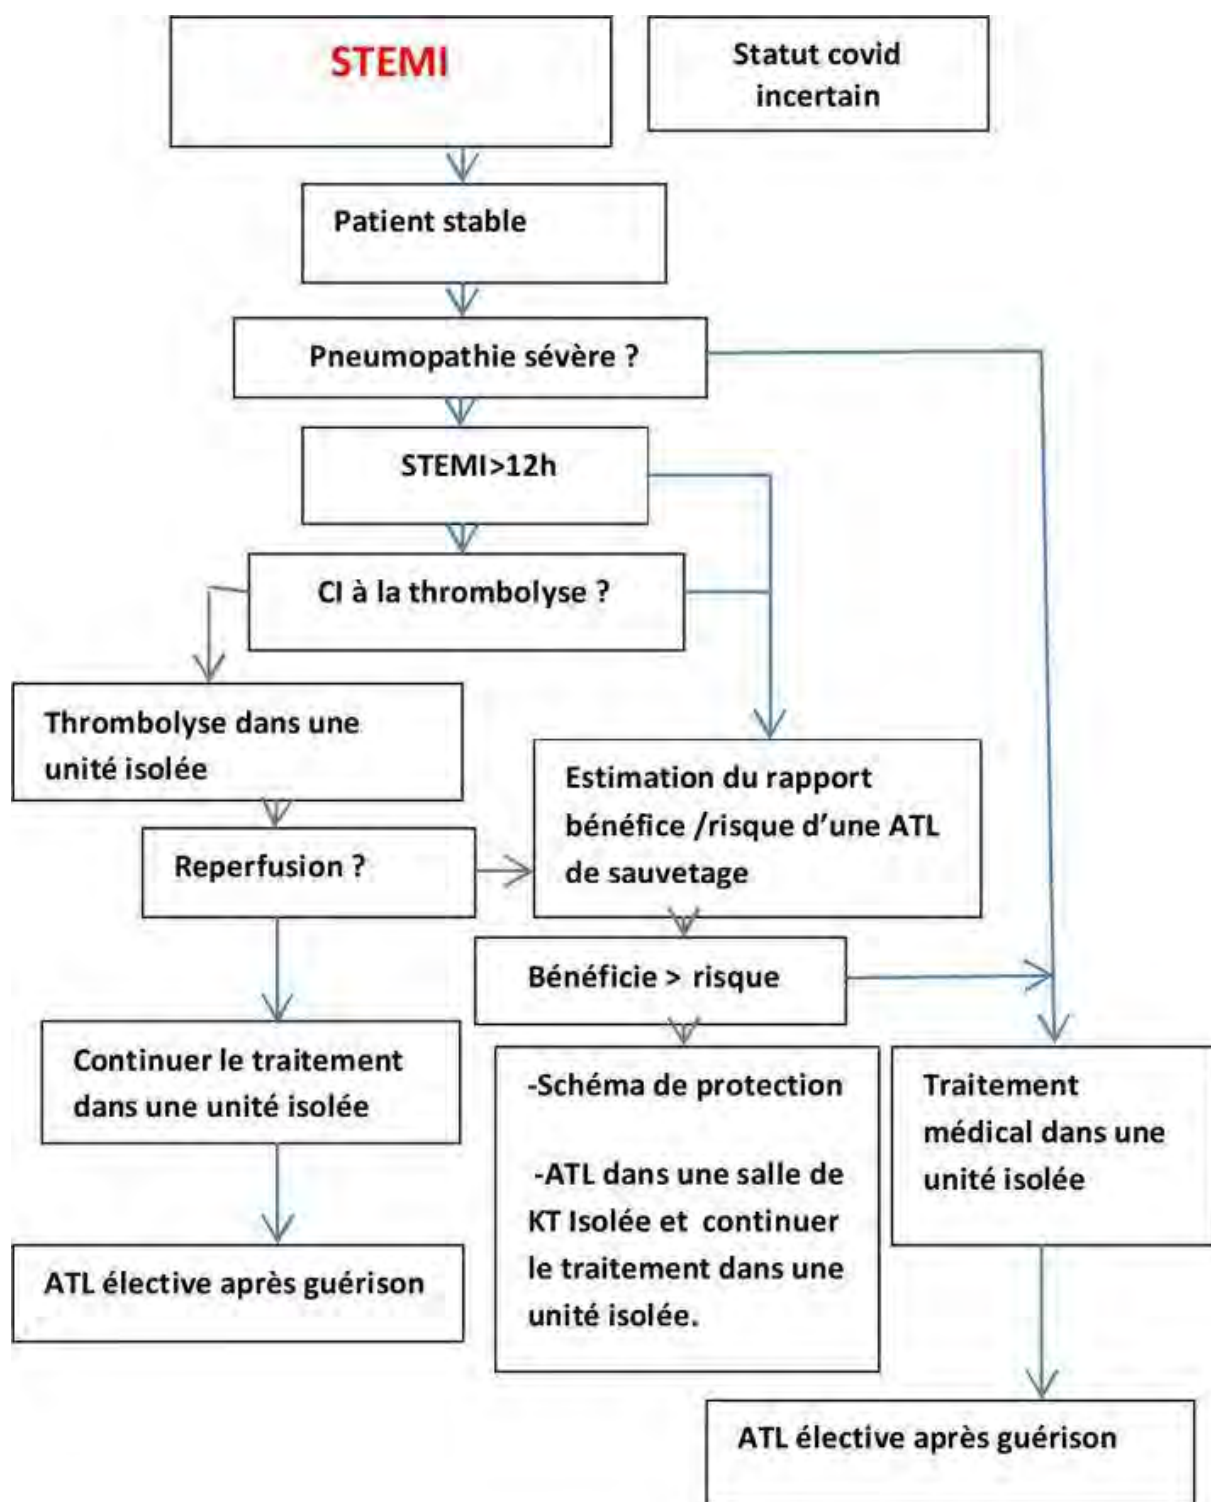 STEMI
Statut covid
incertain
Patient stable
Pneumopathie sévère ?
STEMI>12h
CI à la thrombolyse ?
Thrombolyse dans une
unité isolée
Estimation du rapport
bénéfice /risque d’une ATL
de sauvetage
Reperfusion ?
Bénéficie > risque
Continuer le traitement
dans une unité isolée
-Schéma de protection
-ATL dans une salle de
KT Isolée et continuer
le traitement dans une
unité isolée.
Traitement
médical dans une
unité isolée
ATL élective après guérison
ATL élective après guérison